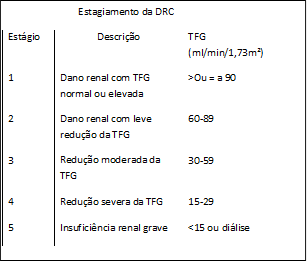 Estagiamento da DRC
Estágio Descrição TFG
(ml/min/1,73m²)
1 Dano renal com TFG >Ou = a 90
normal ou elevada
2 Dano renal com leve 60-89
redução da TFG
3 Redução moderada da 30-59
TFG
4 Redução severa da TFG 15-29
5 Insuficiência renal grave <15 ou diálise